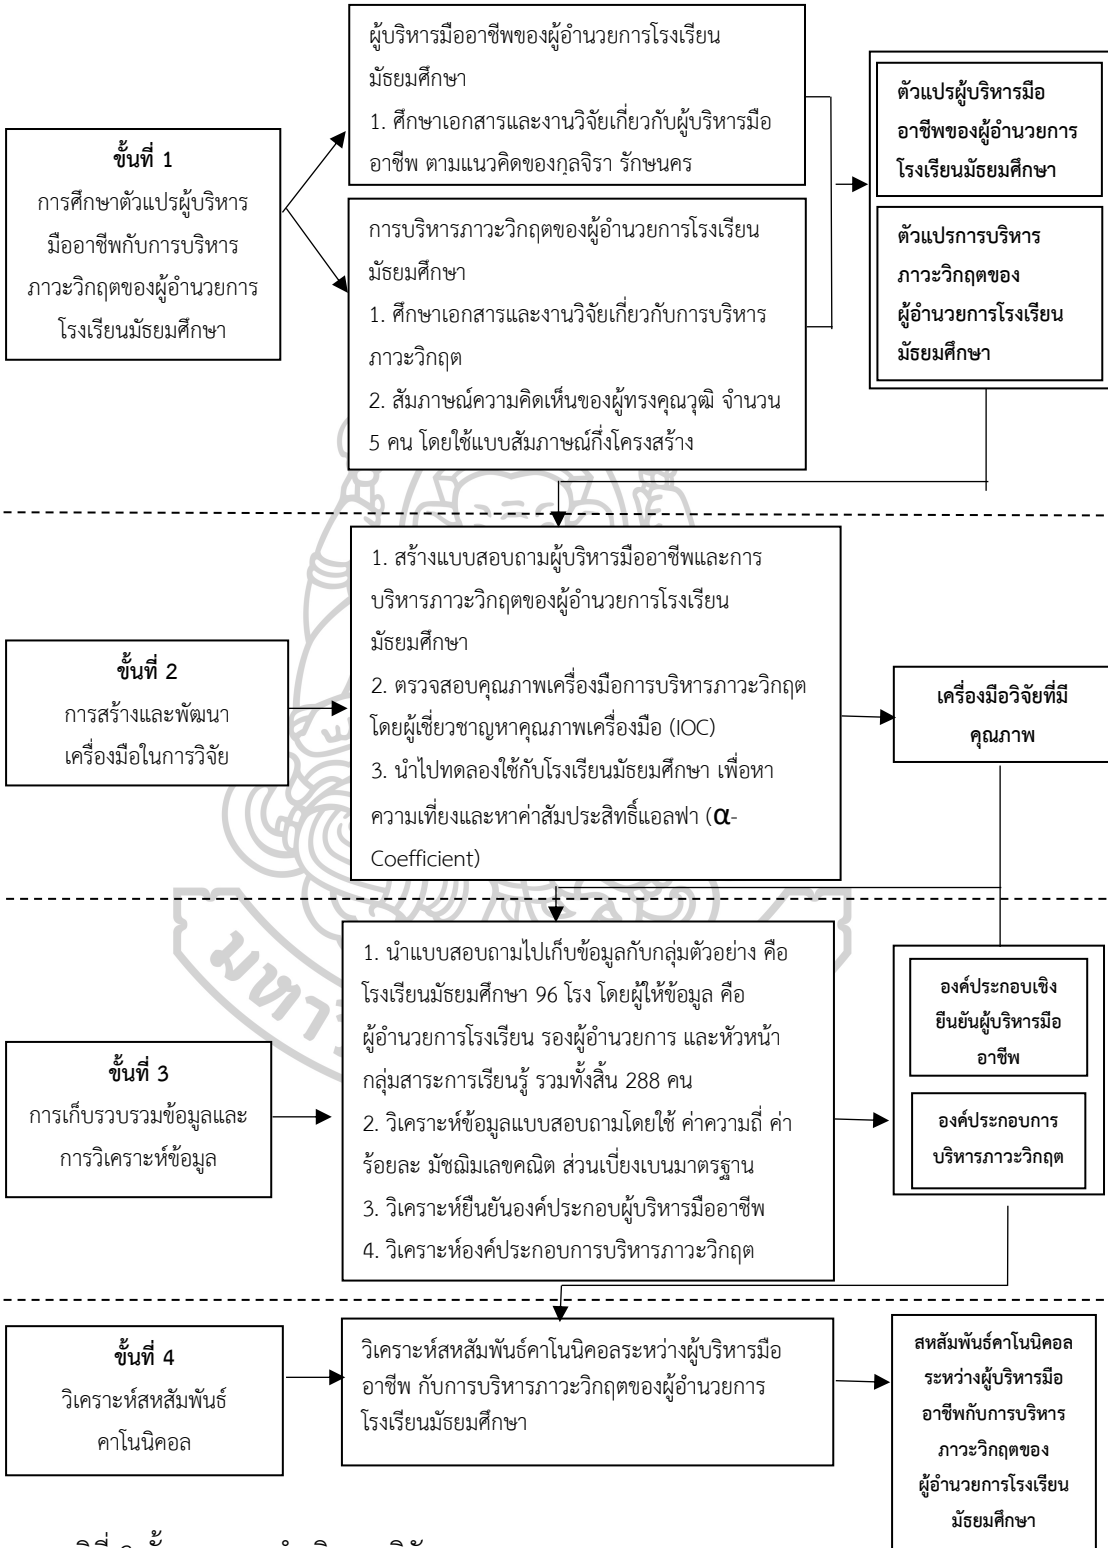 ขั้นที่ 1
การศึกษาตัวแปรผู้บริหาร
มืออาชีพกับการบริหาร
ภาวะวิกฤตของผู้อำนวยการ
โรงเรียนมัธยมศึกษา
ผู้บริหารมืออาชีพของผู้อำนวยการโรงเรียน
มัธยมศึกษา
1. ศึกษาเอกสารและงานวิจัยเกี่ยวกับผู้บริหารมือ
อาชีพ ตามแนวคิดของกุลจิรา รักษนคร
การบริหารภาวะวิกฤตของผู้อำนวยการโรงเรียน
มัธยมศึกษา
1. ศึกษาเอกสารและงานวิจัยเกี่ยวกับการบริหาร
ภาวะวิกฤต
2. สัมภาษณ์ความคิดเห็นของผู้ทรงคุณวุฒิ จำนวน
5 คน โดยใช้แบบสัมภาษณ์กึ่งโครงสร้าง
ตัวแปรผู้บริหารมือ
อาชีพของผู้อำนวยการ
โรงเรียนมัธยมศึกษา
ตัวแปรการบริหาร
ภาวะวิกฤตของ
ผู้อำนวยการโรงเรียน
มัธยมศึกษา
ขั้นที่ 2
การสร้างและพัฒนา
เครื่องมือในการวิจัย
1. สร้างแบบสอบถามผู้บริหารมืออาชีพและการ
บริหารภาวะวิกฤตของผู้อำนวยการโรงเรียน
มัธยมศึกษา
2. ตรวจสอบคุณภาพเครื่องมือการบริหารภาวะวิกฤต
โดยผู้เชี่ยวชาญหาคุณภาพเครื่องมือ (IOC)
3. นำไปทดลองใช้กับโรงเรียนมัธยมศึกษา เพื่อหา
ความเที่ยงและหาค่าสัมประสิทธิ์แอลฟา (α-
Coefficient)
เครื่องมือวิจัยที่มี
คุณภาพ
ขั้นที่ 3
การเก็บรวบรวมข้อมูลและ
การวิเคราะห์ข้อมูล
1. นำแบบสอบถามไปเก็บข้อมูลกับกลุ่มตัวอย่าง คือ
โรงเรียนมัธยมศึกษา 96 โรง โดยผู้ให้ข้อมูล คือ
ผู้อำนวยการโรงเรียน รองผู้อำนวยการ และหัวหน้า
กลุ่มสาระการเรียนรู้ รวมทั้งสิ้น 288 คน
2. วิเคราะห์ข้อมูลแบบสอบถามโดยใช้ ค่าความถี่ ค่า
ร้อยละ มัชฌิมเลขคณิต ส่วนเบี่ยงเบนมาตรฐาน
3. วิเคราะห์ยืนยันองค์ประกอบผู้บริหารมืออาชีพ
4. วิเคราะห์องค์ประกอบการบริหารภาวะวิกฤต
องค์ประกอบเชิง
ยืนยันผู้บริหารมือ
อาชีพ
องค์ประกอบการ
บริหารภาวะวิกฤต
ขั้นที่ 4
วิเคราะห์สหสัมพันธ์
คาโนนิคอล
วิเคราะห์สหสัมพันธ์คาโนนิคอลระหว่างผู้บริหารมือ
อาชีพ กับการบริหารภาวะวิกฤตของผู้อำนวยการ
โรงเรียนมัธยมศึกษา
สหสัมพันธ์คาโนนิคอล
ระหว่างผู้บริหารมือ
อาชีพกับการบริหาร
ภาวะวิกฤตของ
ผู้อำนวยการโรงเรียน
มัธยมศึกษา